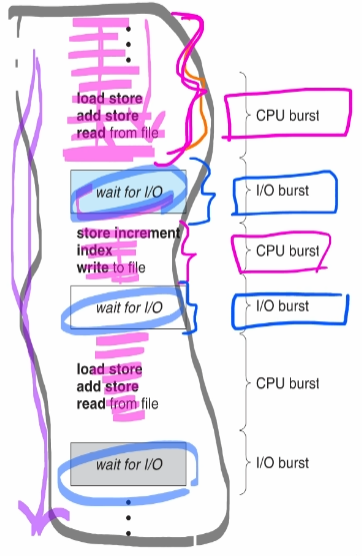 load store
add store
read from file
CPU burst
wait for I/O
I/O burst
store increment
index
write to file
CPU burst
wait for I/O
I/O burst
load store
add store
read from file
CPU burst
wait for I/O
I/O burst